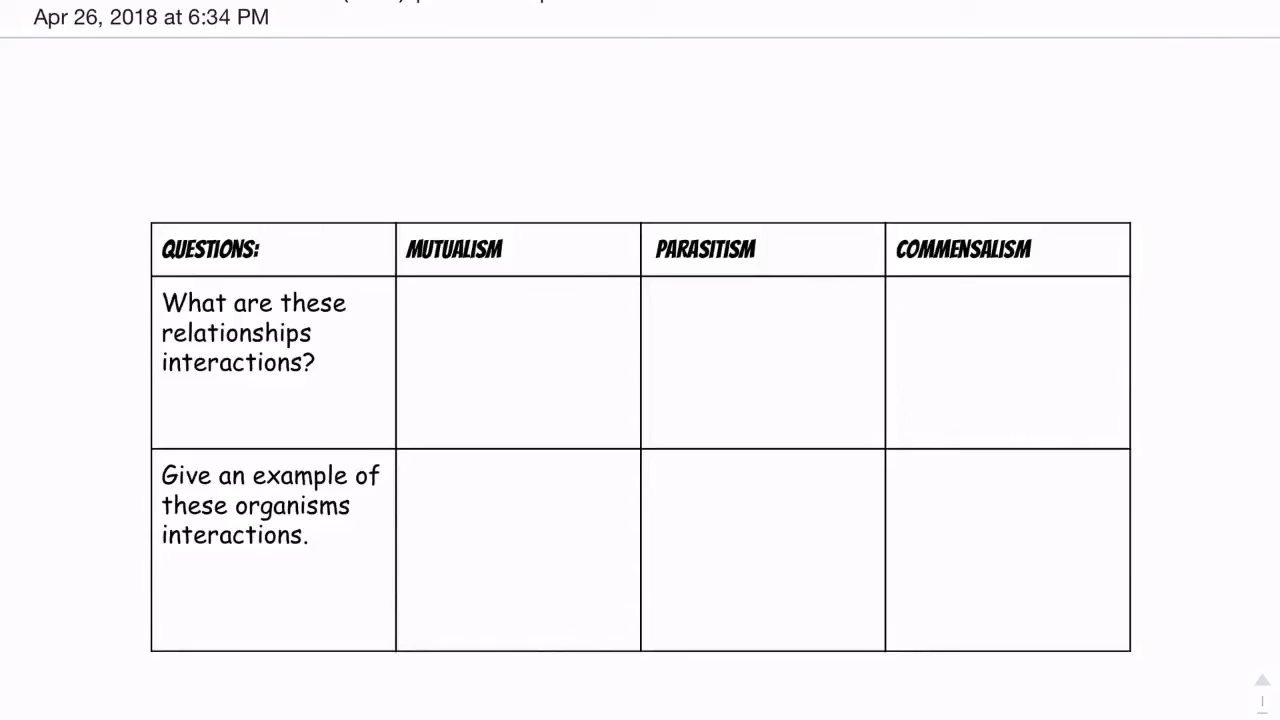 Apr 26, 2018 at 6:34 PM
QUESTIONS:
MUTUALISM
PARASITISM
COMMENSALISM
What are these
relationships
interactions?
Give an example of
these organisms
interactions.